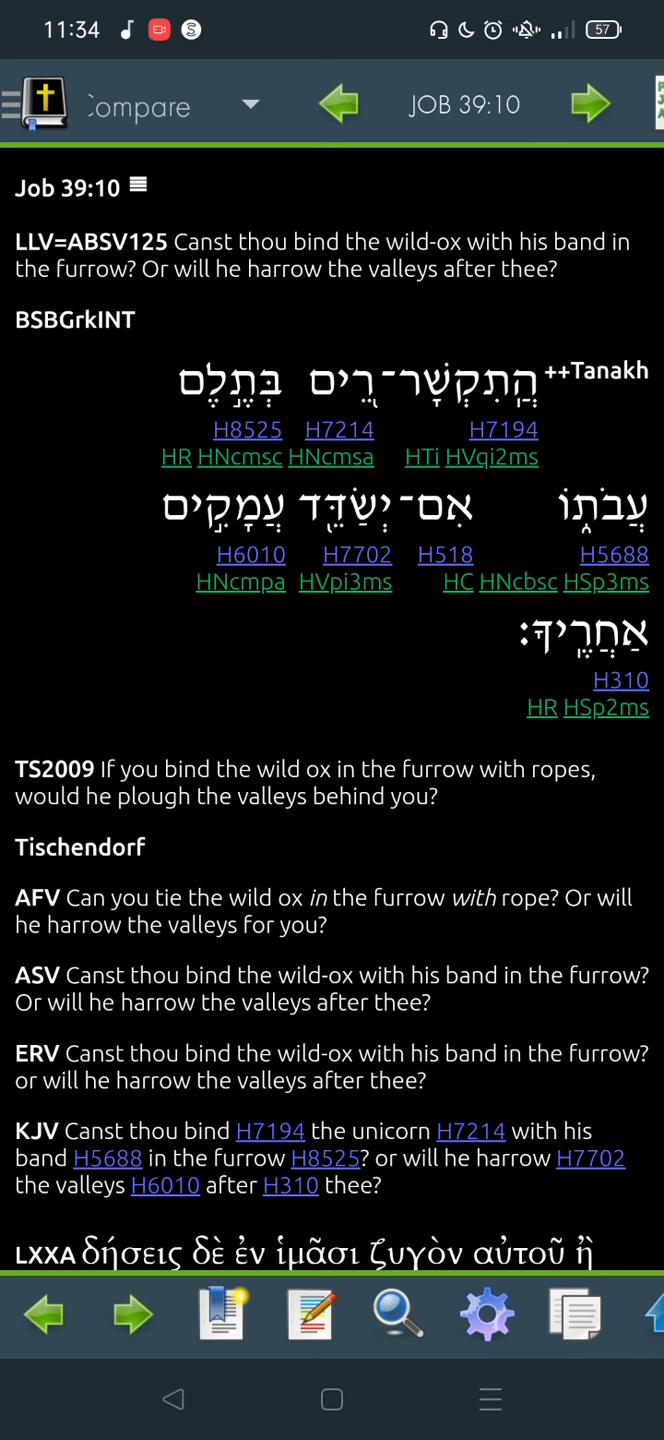 11:34
57
Compare
JOB 39:10
Job 39:10
LLV=ABSV125 Canst thou bind the wild-ox with his band in
the furrow? Or will he harrow the valleys after thee?
BSBGrkINT
++Tanakh הֲֽתִקְשָׁר־רֵ֭ים בְּתֶ֣לֶם
H7194 H7214 H8525
HTi HVqi2ms HNcmsa HR HNcmsc
עֲבֹת֑וֹ אִם־יְשַׂדֵּ֖ד עֲמָקִ֣ים
H5688 H518 H7702 H6010
HNcbsc HSp3ms HC HVpi3ms HNcmpa
אַחֲרֶֽיךָ׃
H310
HR HSp2ms
TS2009 If you bind the wild ox in the furrow with ropes,
would he plough the valleys behind you?
Tischendorf
AFV Can you tie the wild ox in the furrow with rope? Or will
he harrow the valleys for you?
ASV Canst thou bind the wild-ox with his band in the furrow?
Or will he harrow the valleys after thee?
ERV Canst thou bind the wild-ox with his band in the furrow?
or will he harrow the valleys after thee?
KJV Canst thou bind H7194 the unicorn H7214 with his
band H5688 in the furrow H8525? or will he harrow H7702
the valleys H6010 after H310 thee?
LXXA δήσεις δὲ ἐν ἱμᾶσι ζυγὸν αὐτοῦ ἢ